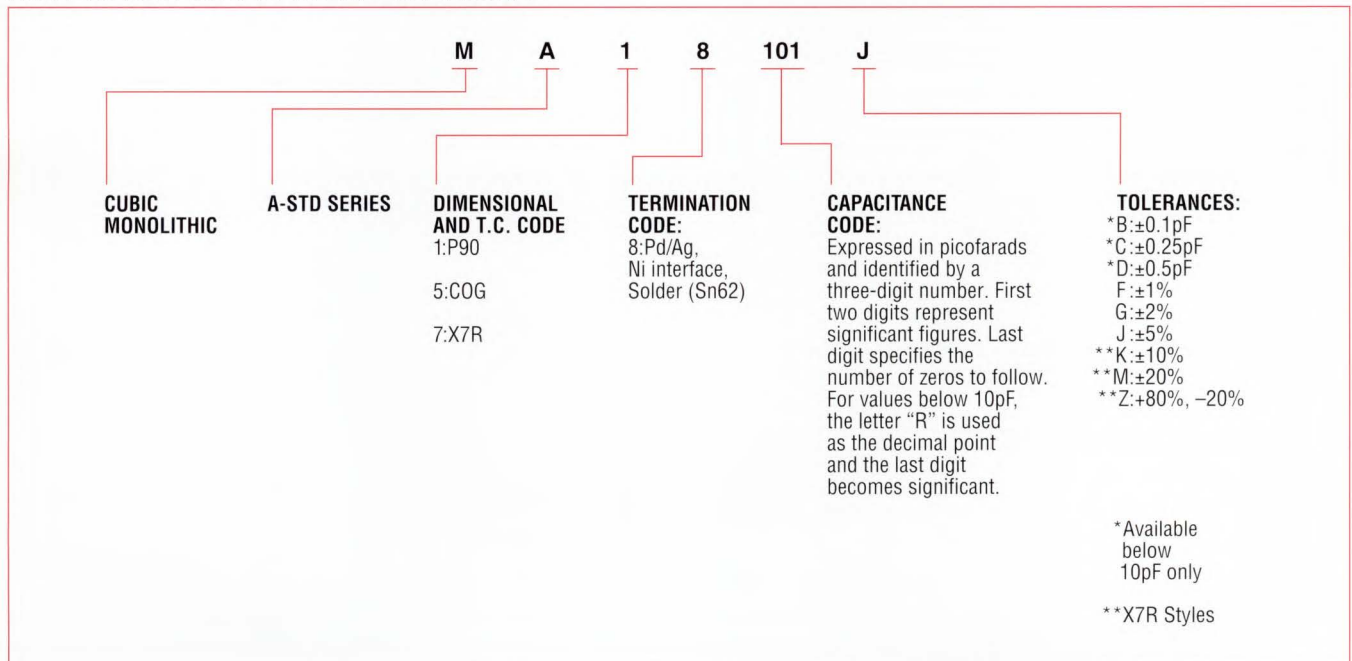 M A 1 8 101 J
CUBIC
MONOLITHIC
A-STD SERIES
DIMENSIONAL
AND T.C. CODE
1:P90
5:COG
7:X7R
TERMINATION
CODE:
8:Pd/Ag,
Ni interface,
Solder (Sn62)
CAPACITANCE
CODE:
Expressed in picofarads
and identified by a
three-digit number. First
two digits represent
significant figures. Last
digit specifies the
number of zeros to follow.
For values below 10pF,
the letter “R” is used
as the decimal point
and the last digit
becomes significant.
TOLERANCES:
*B:±0.1pF
*C:±0.25pF
*D:±0.5pF
F:±1%
G:±2%
J:±5%
**K:±10%
**M:±20%
**Z:+80%, –20%
*Available
below
10pF only
**X7R Styles